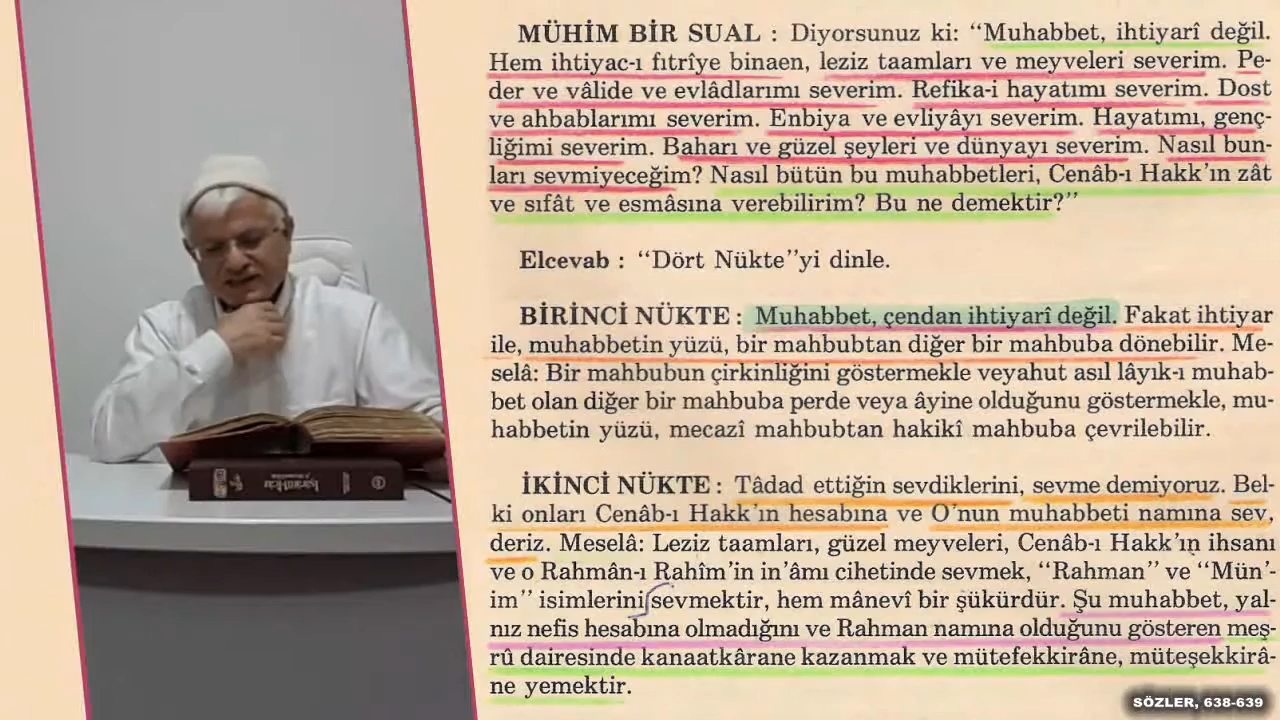 MÜHİM BİR SUAL : Diyorsunuz ki: “Muhabbet, ihtiyarî değil.
Hem ihtiyac-ı fıtrîye binaen, leziz taamları ve meyveleri severim. Pe-
der ve vâlide ve evlâdlarımı severim. Refika-i hayatımı severim. Dost
ve ahbablarımı severim. Enbiya ve evliyâyı severim. Hayatımı, genç-
liğimi severim. Baharı ve güzel şeyleri ve dünyayı severim. Nasıl bun-
ları sevmiyeceğim? Nasıl bütün bu muhabbetleri, Cenâb-ı Hakk’ın zât
ve sıfât ve esmâsına verebilirim? Bu ne demektir?”
Elcevab : “Dört Nükte”yi dinle.
BİRİNCİ NÜKTE : Muhabbet, çendan ihtiyarî değil. Fakat ihtiyar
ile, muhabbetin yüzü, bir mahbubtan diğer bir mahbuba dönebilir. Me-
selâ: Bir mahbubun çirkinliğini göstermekle veyahut asıl lâyık-ı muhab-
bet olan diğer bir mahbuba perde veya âyine olduğunu göstermekle, mu-
habbetin yüzü, mecazî mahbubtan hakikî mahbuba çevrilebilir.
İKİNCİ NÜKTE : Tâdad ettiğin sevdiklerini, sevme demiyoruz. Bel-
ki onları Cenâb-ı Hakk’ın hesabına ve O’nun muhabbeti namına sev,
deriz. Meselâ: Leziz taamları, güzel meyveleri, Cenâb-ı Hakk’ın ihsanı
ve o Rahmân-ı Rahîm’in in’âmı cihetinde sevmek, “Rahman” ve “Mün’-
im” isimlerini sevmektir, hem mânevî bir şükürdür. Şu muhabbet, yal-
nız nefis hesabına olmadığını ve Rahman namına olduğunu gösteren meş-
rû dairesinde kanaatkârane kazanmak ve mütefekkirâne, müteşekkirâ-
ne yemektir.
SÖZLER, 638-639